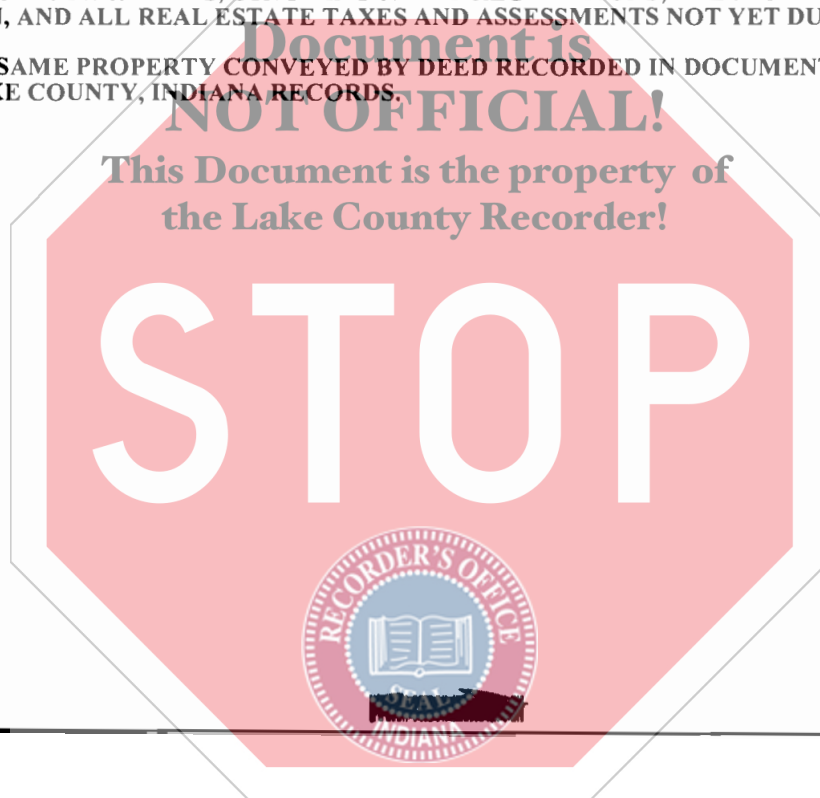 , AND ALL REAL ESTATE TAXES AND ASSESSMENTS NOT YET DU
Document is
SAME PROPERTY CONVEYED BY DEED RECORDED IN DOCUMENT
KE COUNTY, INDIANA RECORDS.
NOT OFFICIAL!
This Document is the property of
the Lake County Recorder!
STOP
RECORDER'S OFFICE
SEAL
INDIANA